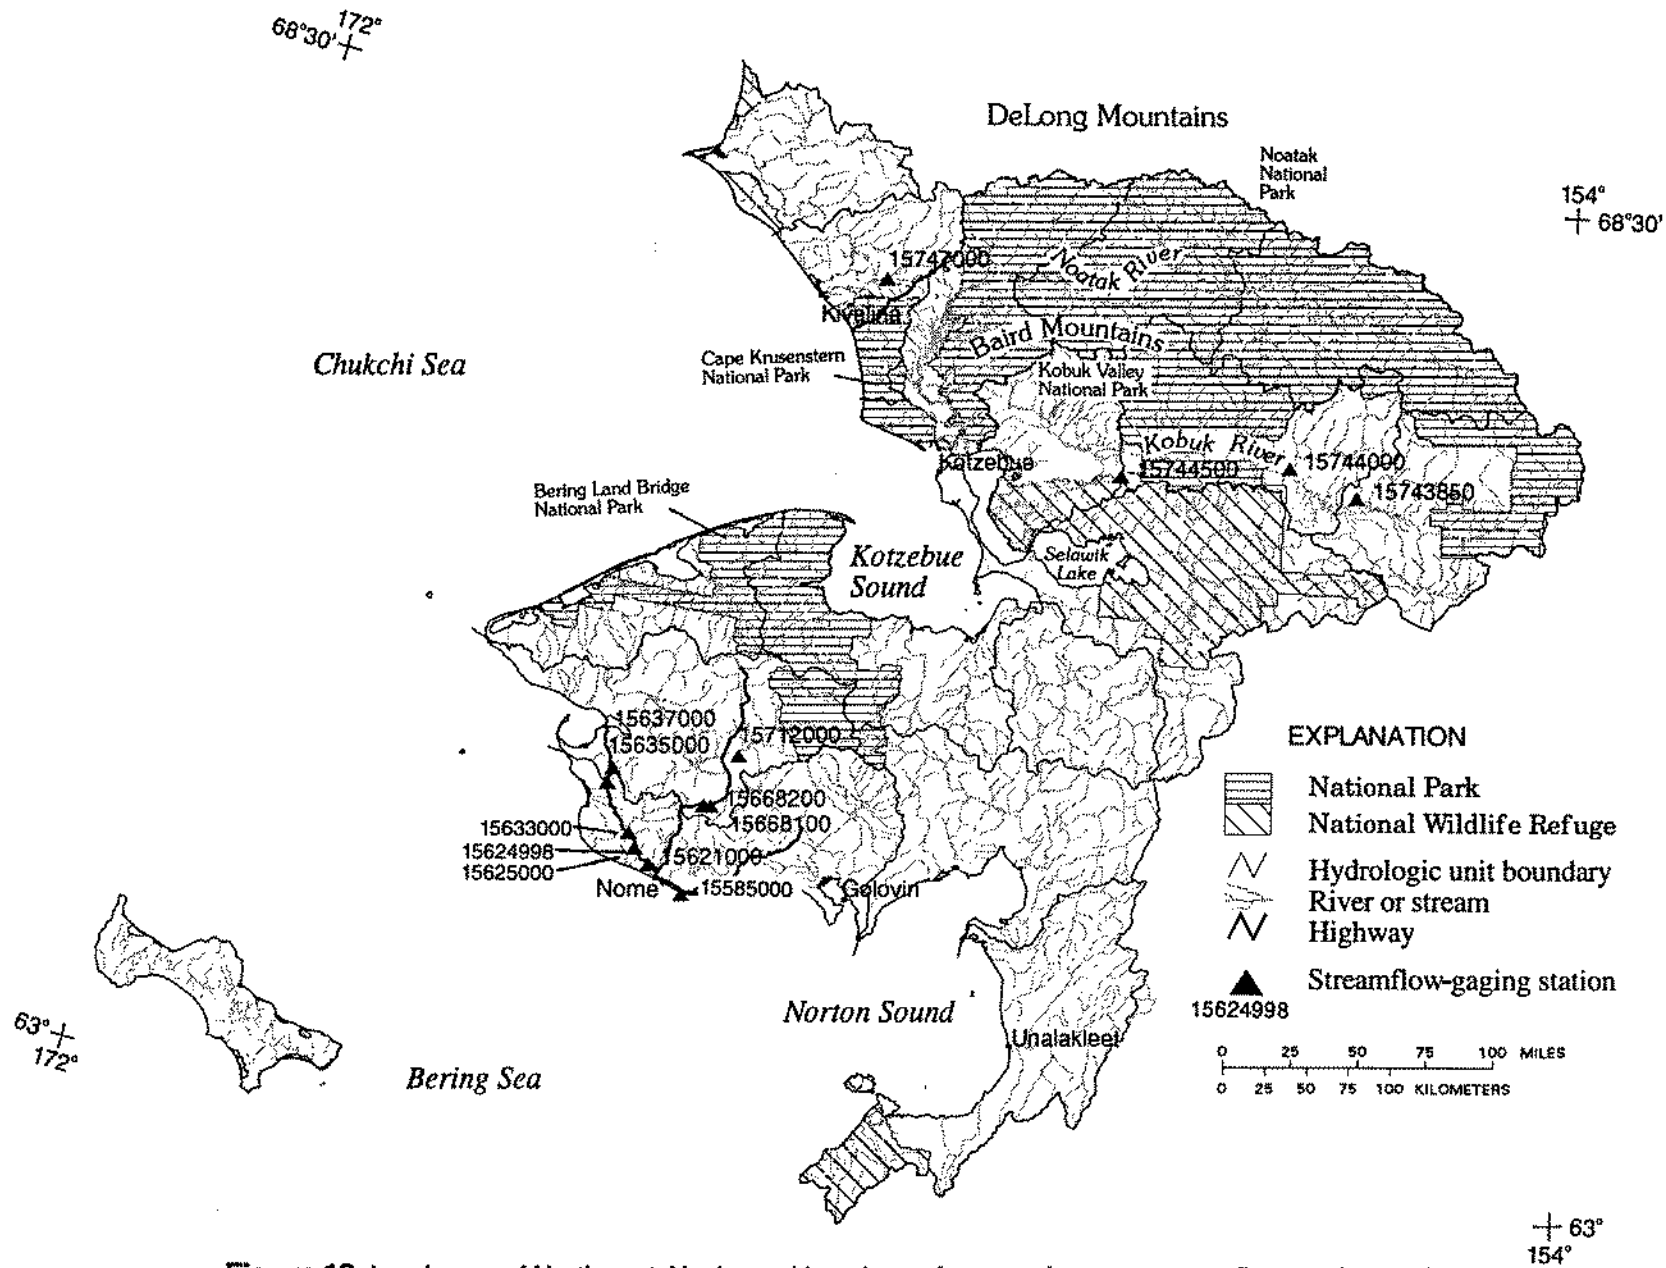 172°
68°30'
DeLong Mountains
Noatak
National
Park
154°
68°30'
15747000
Noatak River
Kivalina
Baird Mountains
Chukchi Sea
Cape Krusenstern
National Park
Kobuk Valley
National Park
Kobuk River
Kotzebue
15744500
15744000
15743850
Bering Land Bridge
National Park
Kotzebue
Sound
Selawik
Lake
15637000
15635000
15712000
15668200
15668100
15633000
15624998
15625000
15621000
Nome
15585000
Golovin
EXPLANATION
National Park
National Wildlife Refuge
Hydrologic unit boundary
River or stream
Highway
Streamflow-gaging station
15624998
0 25 50 75 100 MILES
0 25 50 75 100 KILOMETERS
Norton Sound
Unalakleet
63°
172°
Bering Sea
63°
154°